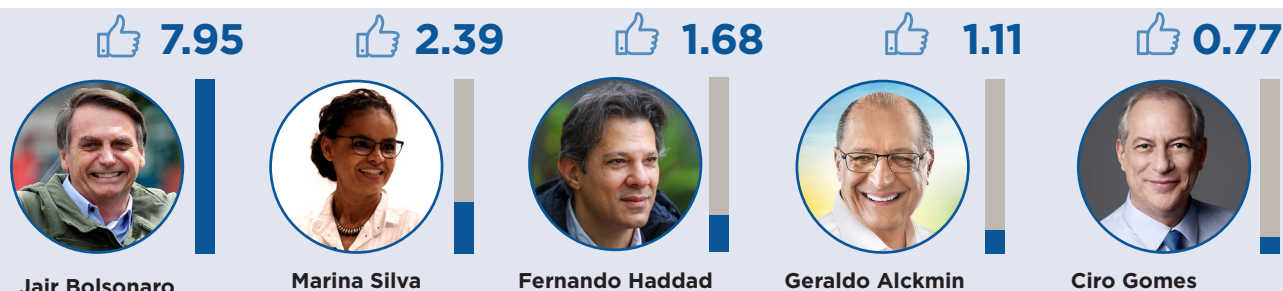 7.95 2.39 1.68 1.11 0.77
Jair Bolsonaro Marina Silva Fernando Haddad Geraldo Alckmin Ciro Gomes